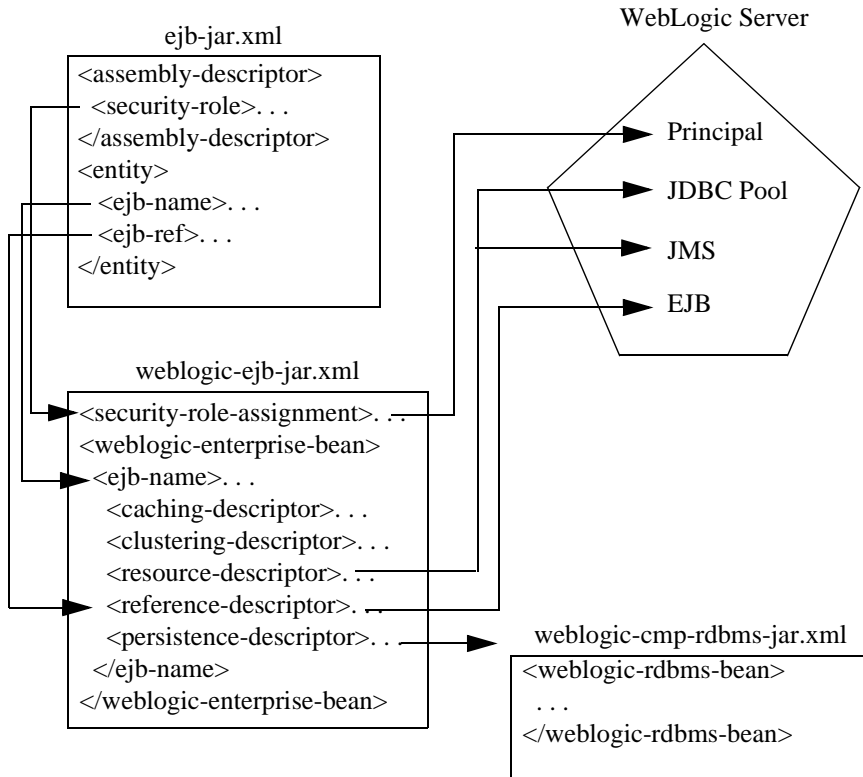 WebLogic Server
Principal
JDBC Pool
JMS
EJB
ejb-jar.xml
<assembly-descriptor>
<security-role>. . .
</assembly-descriptor>
<entity>
<ejb-name>. . .
<ejb-ref>. . .
</entity>
weblogic-ejb-jar.xml
<security-role-assignment>. . .
<weblogic-enterprise-bean>
<ejb-name>. . .
<caching-descriptor>. . .
<clustering-descriptor>. . .
<resource-descriptor>. . .
<reference-descriptor>. . .
<persistence-descriptor>. . .
</ejb-name>
</weblogic-enterprise-bean>
weblogic-cmp-rdbms-jar.xml
<weblogic-rdbms-bean>
. . .
</weblogic-rdbms-bean>